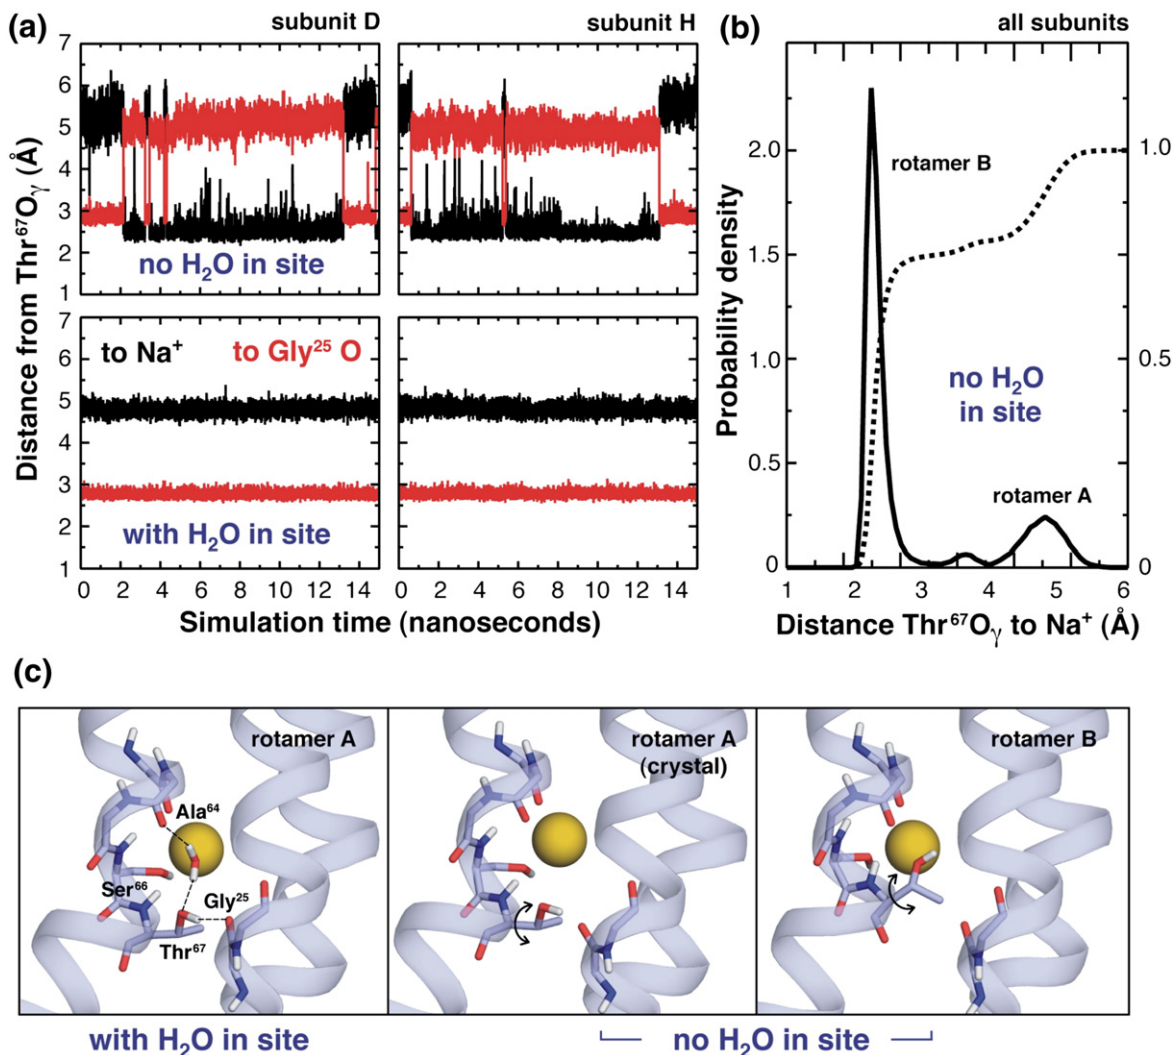 (a)
subunit D
subunit H
7
6
5
4
3
2
1
no H₂O in site
7
6
5
4
3
2
1
to Na⁺
to Gly²⁵ O
with H₂O in site
Distance from Thr⁶⁷Oγ (Å)
0 2 4 6 8 10 12 14
0 2 4 6 8 10 12 14
Simulation time (nanoseconds)
(b)
all subunits
2.0
1.5
1.0
0.5
0
Probability density
1.0
0.5
0
rotamer B
no H₂O
in site
rotamer A
1 2 3 4 5 6
Distance Thr⁶⁷Oγ to Na⁺ (Å)
(c)
rotamer A
Ala⁶⁴
Ser⁶⁶
Gly²⁵
Thr⁶⁷
rotamer A
(crystal)
rotamer B
with H₂O in site
no H₂O in site